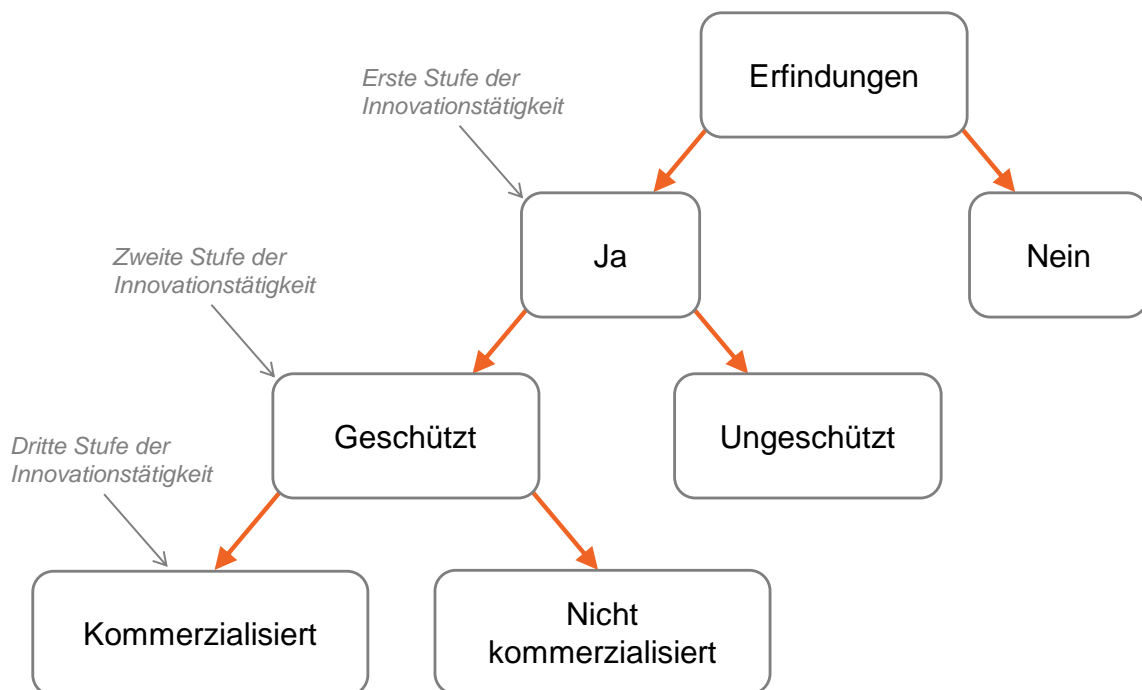 Erfindungen
Erste Stufe der
Innovationstätigkeit
Ja
Nein
Zweite Stufe der
Innovationstätigkeit
Geschützt
Ungeschützt
Dritte Stufe der
Innovationstätigkeit
Kommerzialisiert
Nicht
kommerzialisiert